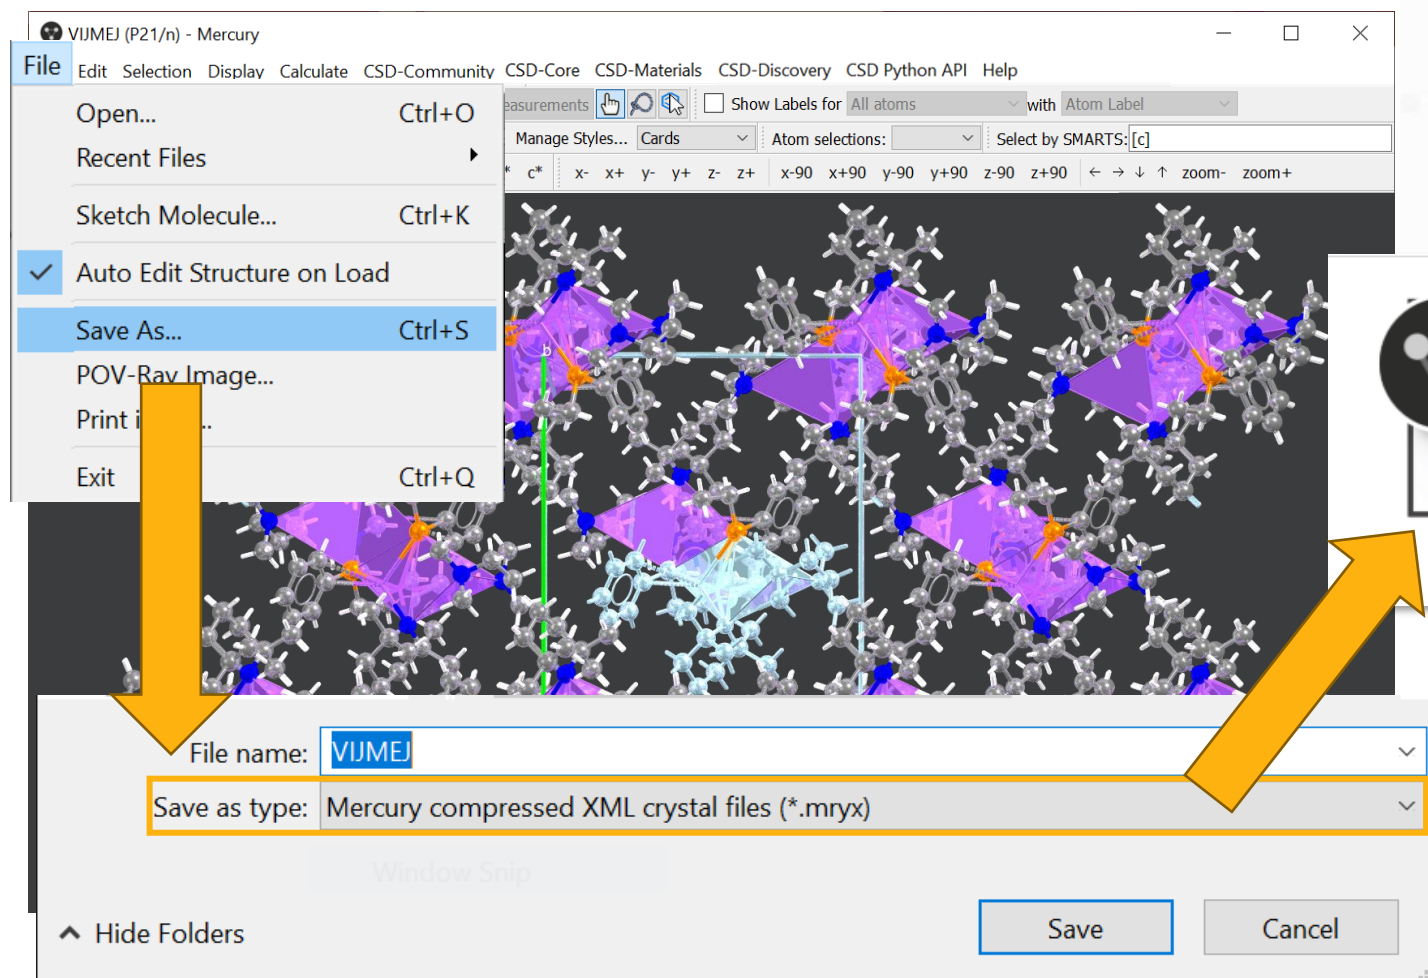 VIJMEJ (P21/n) - Mercury
File Edit Selection Display Calculate CSD-Community CSD-Core CSD-Materials CSD-Discovery CSD Python API Help
Open... Ctrl+O
easurements Show Labels for All atoms with Atom Label
Manage Styles... Cards Atom selections: Select by SMARTS: [c]
Recent Files
* c* x- x+ y- y+ z- z+ x-90 x+90 y-90 y+90 z-90 z+90 ← → ↓ ↑ zoom- zoom+
Sketch Molecule... Ctrl+K
Auto Edit Structure on Load
Save As... Ctrl+S
POV-Ray Image...
Print i ..
Exit Ctrl+Q
b
File name: VIJMEJ
Save as type: Mercury compressed XML crystal files (*.mryx)
Window Snip
Hide Folders Save Cancel